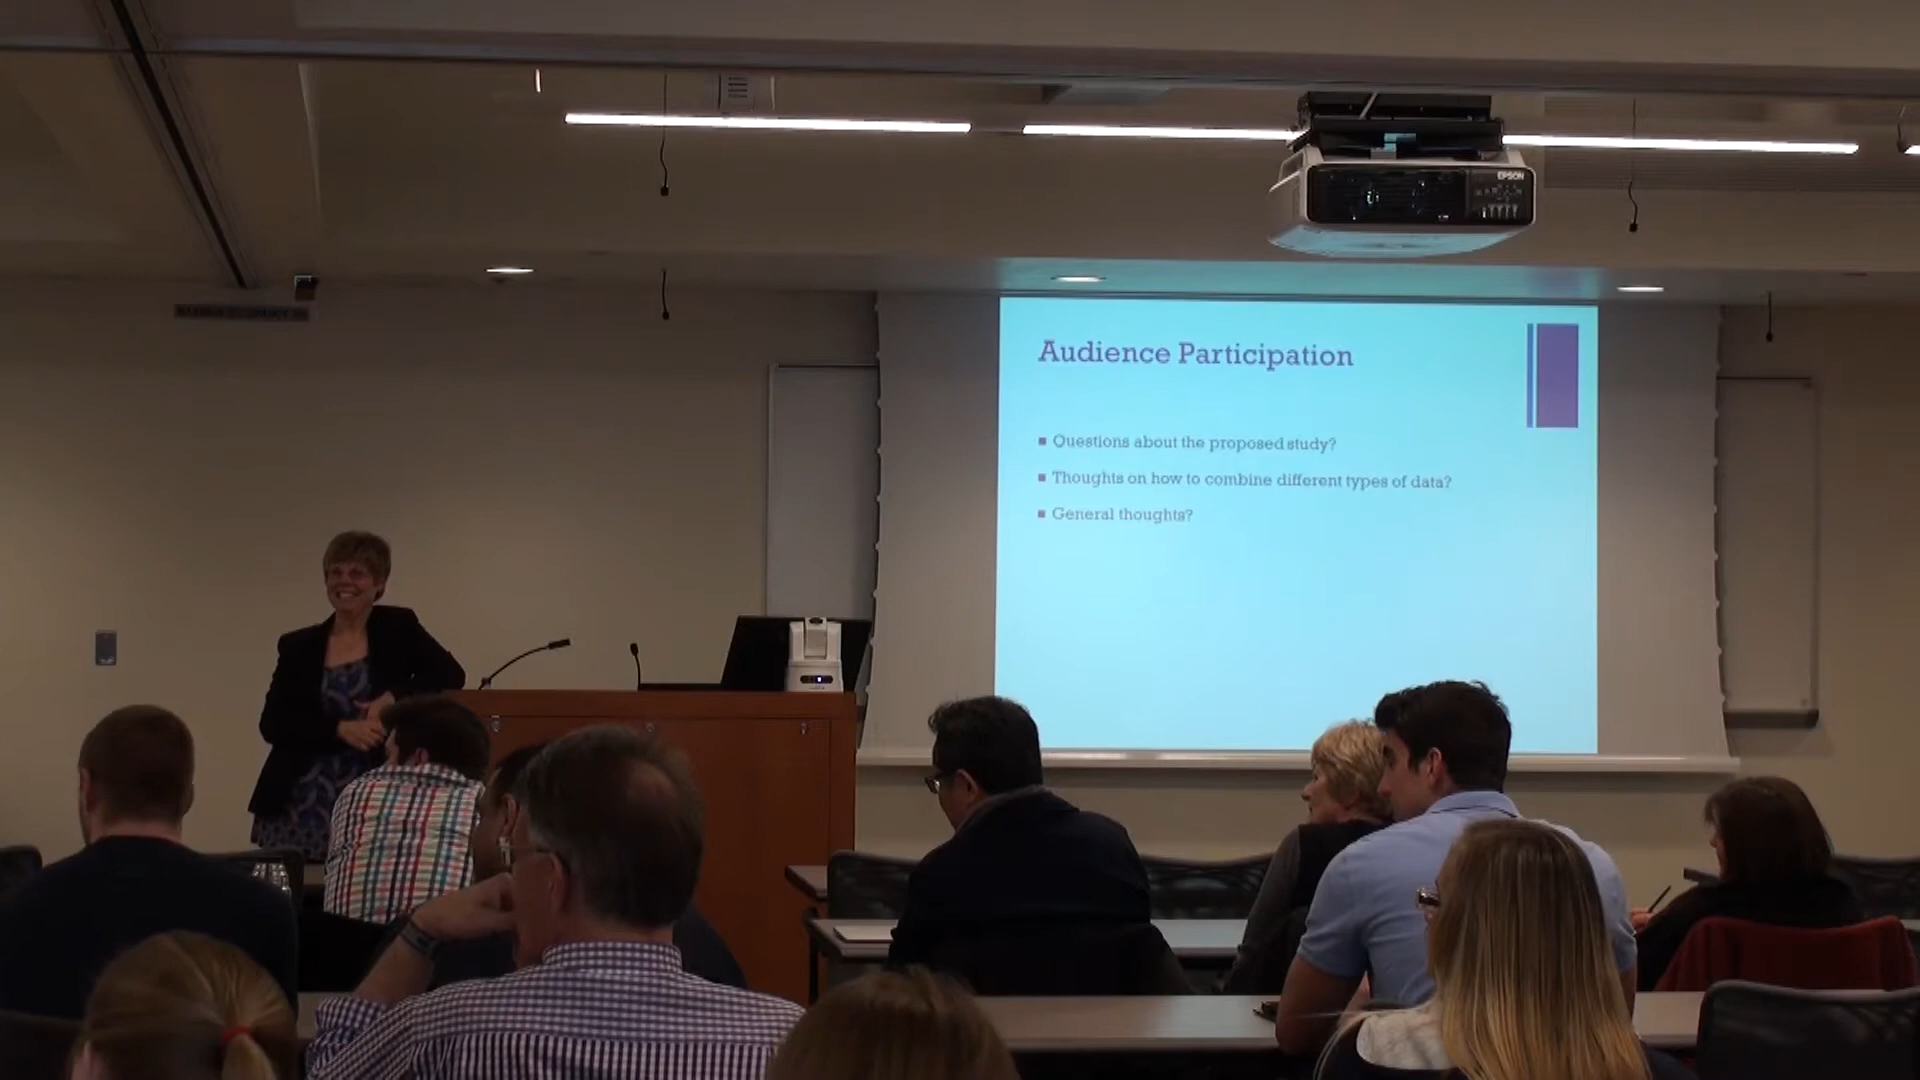 EPSON
Audience Participation
Questions about the proposed study?
Thoughts on how to combine different types of data?
General thoughts?